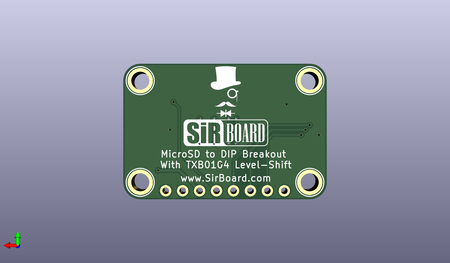 SiR BOARD
MicroSD to DIP Breakout
With TXB0104 Level-Shift
www.SirBoard.com